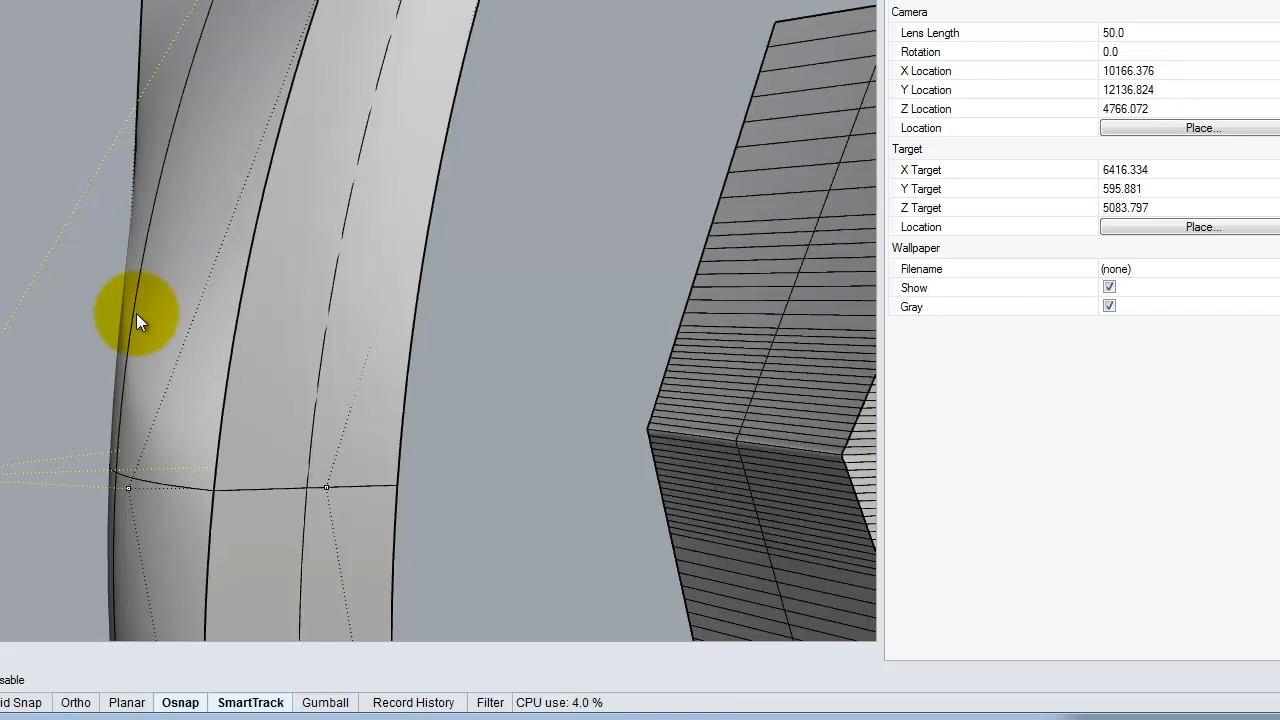 Camera
Lens Length 50.0
Rotation 0.0
X Location 10166.376
Y Location 12136.824
Z Location 4766.072
Location Place...
Target
X Target 6416.334
Y Target 595.881
Z Target 5083.797
Location Place...
Wallpaper
Filename (none)
Show
Gray
sable
id Snap Ortho Planar Osnap SmartTrack Gumball Record History Filter CPU use: 4.0 %